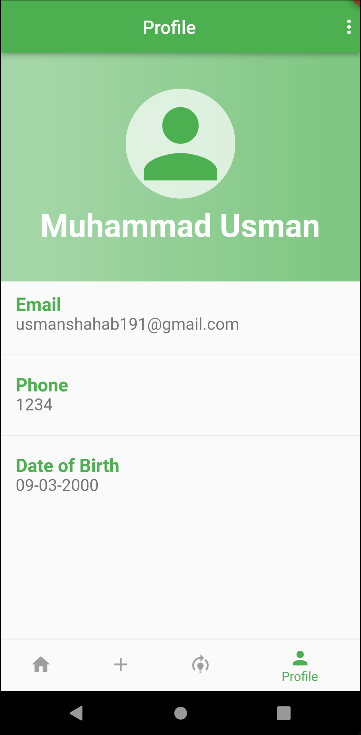 Profile
Muhammad Usman
Email
usmanshahab191@gmail.com
Phone
1234
Date of Birth
09-03-2000
Profile